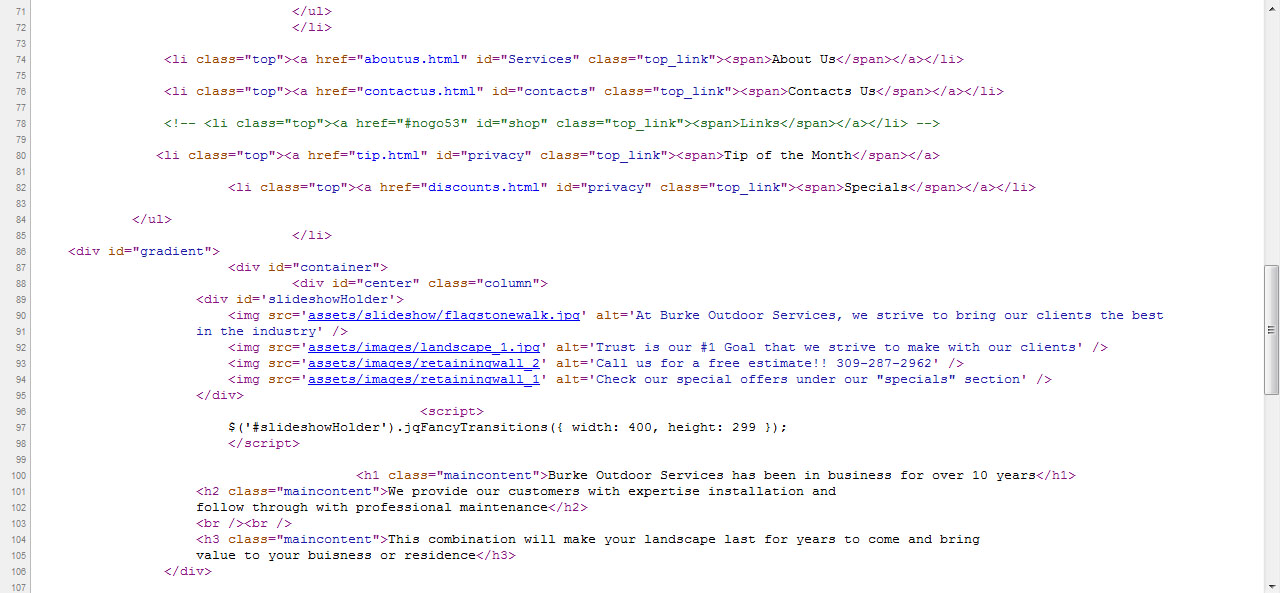 71 </ul>
72 </li>
73
74 <li class="top"><a href="aboutus.html" id="Services" class="top_link"><span>About Us</span></a></li>
75
76 <li class="top"><a href="contactus.html" id="contacts" class="top_link"><span>Contacts Us</span></a></li>
77
78 <!-- <li class="top"><a href="#nogo53" id="shop" class="top_link"><span>Links</span></a></li> -->
79
80 <li class="top"><a href="tip.html" id="privacy" class="top_link"><span>Tip of the Month</span></a>
81
82 <li class="top"><a href="discounts.html" id="privacy" class="top_link"><span>Specials</span></a></li>
83
84 </ul>
85 </li>
86 <div id="gradient">
87 <div id="container">
88 <div id="center" class="column">
89 <div id='slideshowHolder'>
90 <img src='assets/slideshow/flagstonewalk.jpg' alt='At Burke Outdoor Services, we strive to bring our clients the best
91 in the industry' />
92 <img src='assets/images/landscape_1.jpg' alt='Trust is our #1 Goal that we strive to make with our clients' />
93 <img src='assets/images/retainingwall_2' alt='Call us for a free estimate!! 309-287-2962' />
94 <img src='assets/images/retainingwall_1' alt='Check our special offers under our "specials" section' />
95 </div>
96 <script>
97 $('#slideshowHolder').jqFancyTransitions({ width: 400, height: 299 });
98 </script>
99
100 <h1 class="maincontent">Burke Outdoor Services has been in business for over 10 years</h1>
101 <h2 class="maincontent">We provide our customers with expertise installation and
102 follow through with professional maintenance</h2>
103 <br /><br />
104 <h3 class="maincontent">This combination will make your landscape last for years to come and bring
105 value to your buisness or residence</h3>
106 </div>
107